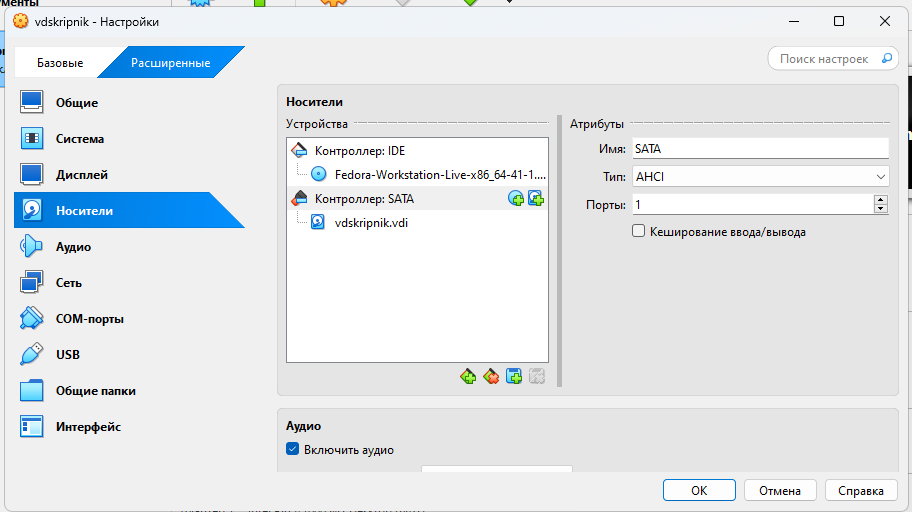 vdskripnik - Настройки
Базовые
Расширенные
Поиск настроек
Общие
Система
Дисплей
Носители
Аудио
Сеть
COM-порты
USB
Общие папки
Интерфейс
Носители
Устройства
Контроллер: IDE
Fedora-Workstation-Live-x86_64-41-1....
Контроллер: SATA
vdskripnik.vdi
Атрибуты
Имя: SATA
Тип: AHCI
Порты: 1
Кеширование ввода/вывода
Аудио
Включить аудио
OK
Отмена
Справка